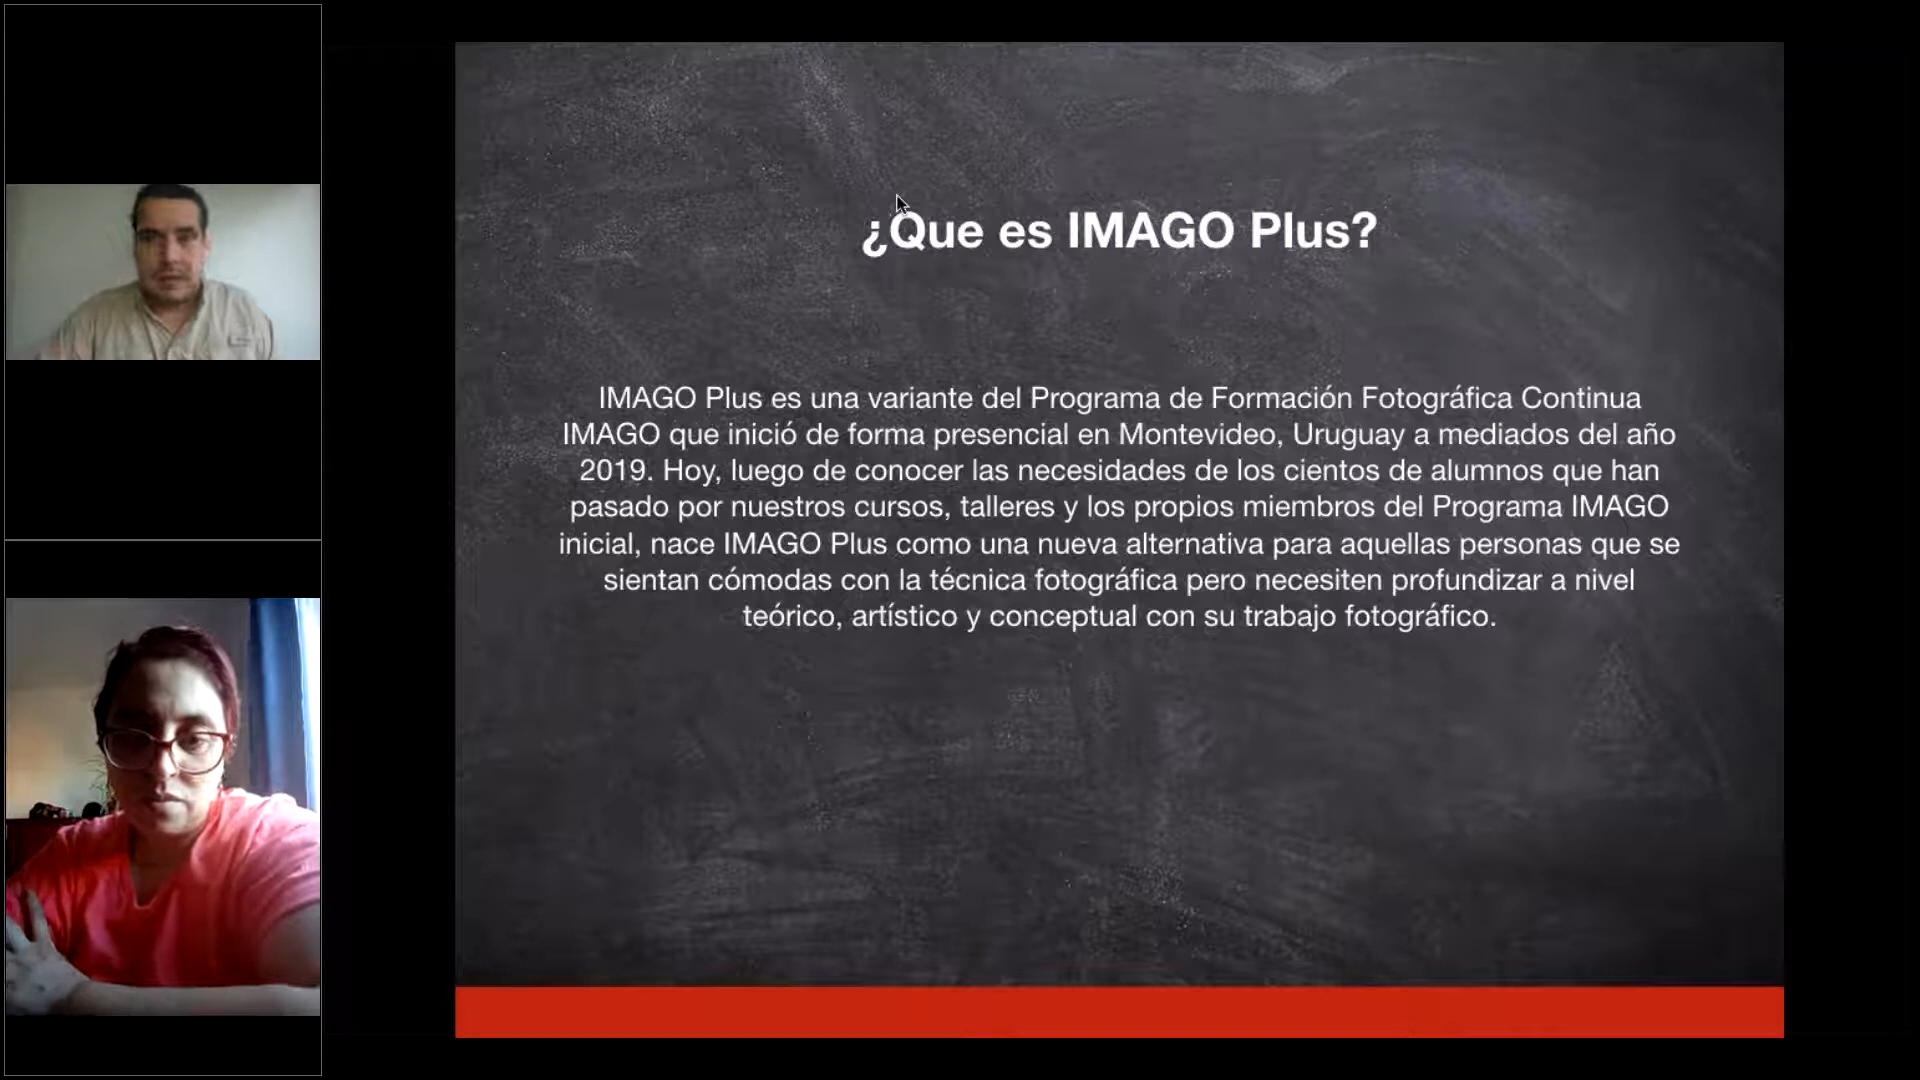 ¿Que es IMAGO Plus?
IMAGO Plus es una variante del Programa de Formación Fotográfica Continua
IMAGO que inició de forma presencial en Montevideo, Uruguay a mediados del año
2019. Hoy, luego de conocer las necesidades de los cientos de alumnos que han
pasado por nuestros cursos, talleres y los propios miembros del Programa IMAGO
inicial, nace IMAGO Plus como una nueva alternativa para aquellas personas que se
sientan cómodas con la técnica fotográfica pero necesiten profundizar a nivel
teórico, artístico y conceptual con su trabajo fotográfico.